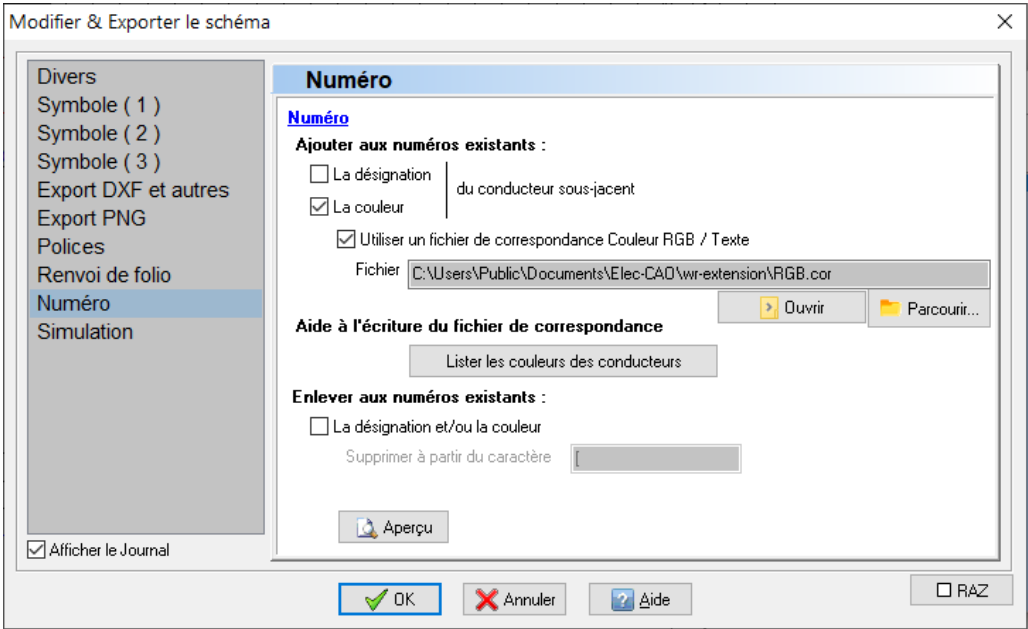 Modifier & Exporter le schéma
Divers
Symbole ( 1 )
Symbole ( 2 )
Symbole ( 3 )
Export DXF et autres
Export PNG
Polices
Renvoi de folio
Numéro
Simulation
Afficher le Journal
Numéro
Numéro
Ajouter aux numéros existants :
La désignation
du conducteur sous-jacent
La couleur
Utiliser un fichier de correspondance Couleur RGB / Texte
Fichier C:\Users\Public\Documents\Elec-CAO\wr-extension\RGB.cor
Ouvrir Parcourir...
Aide à l'écriture du fichier de correspondance
Lister les couleurs des conducteurs
Enlever aux numéros existants :
La désignation et/ou la couleur
Supprimer à partir du caractère [
Aperçu
OK Annuler ? Aide RAZ